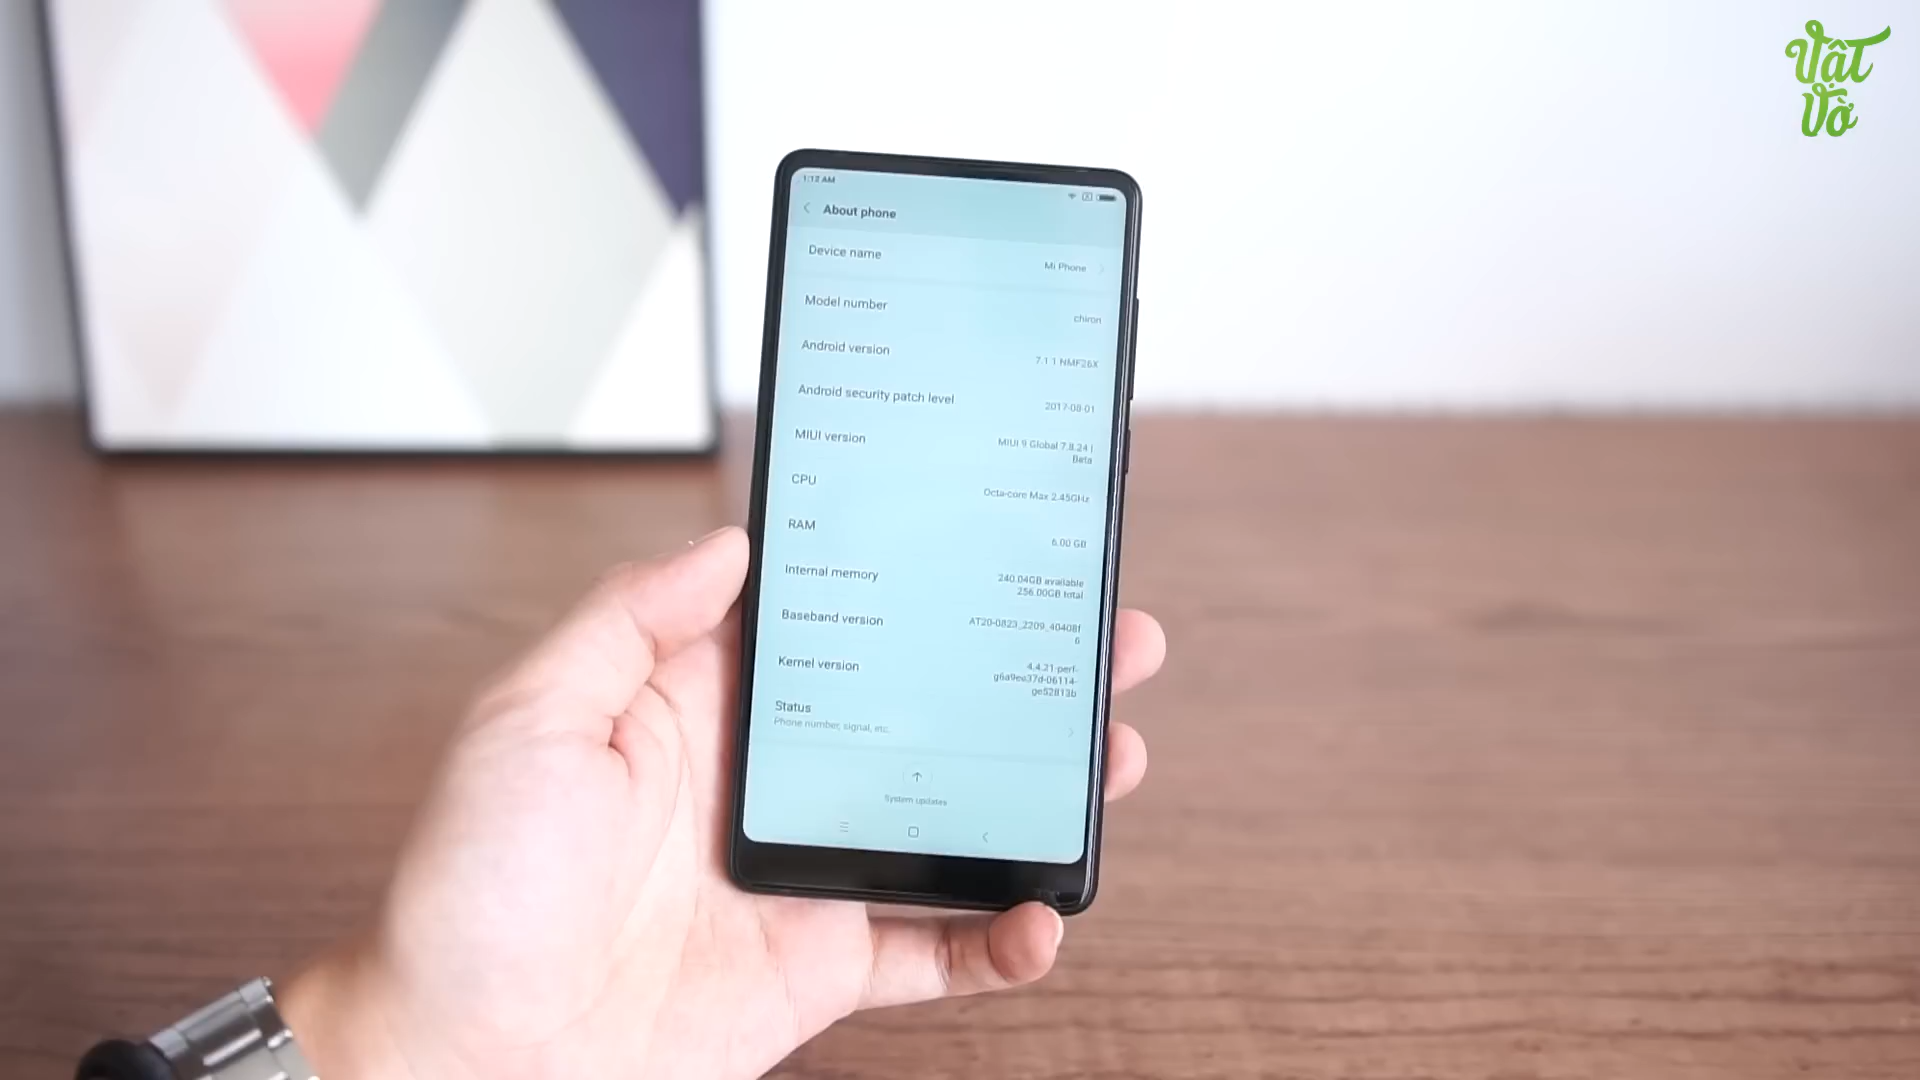 Vật
Vờ
1:12 AM
About phone
Device name
Mi Phone
Model number
chiron
Android version
7.1.1 NMF26X
Android security patch level
2017-08-01
MIUI version
MIUI 9 Global 7.8.24 |
Beta
CPU
Octa-core Max 2.45GHz
RAM
6.00 GB
Internal memory
240.04GB available
256.00GB total
Baseband version
AT20-0823_2209_40408f
6
Kernel version
4.4.21-perf-
g6a9ee37d-06114-
ge52813b
Status
Phone number, signal, etc.
System updates